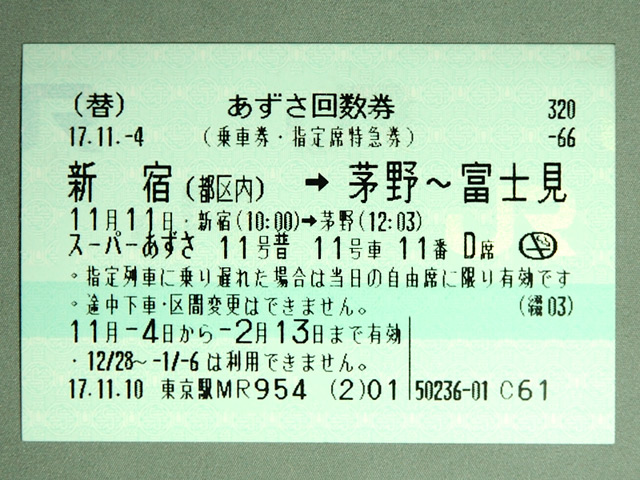 （替） あずさ回数券 320
17.11.-4 （乗車券・指定席特急券） -66
新 宿（都区内） → 茅野～富士見
11月11日・新宿(10:00)→茅野(12:03)
スーパーあずさ 11号普 11号車 11番 D席
。指定列車に乗り遅れた場合は当日の自由席に限り有効です
。途中下車・区間変更はできません。 (綴03)
11月-4日から-2月13日まで有効
・12/28～-1/-6は利用できません。
17.11.10 東京駅MR954 (2)01 50236-01 C61